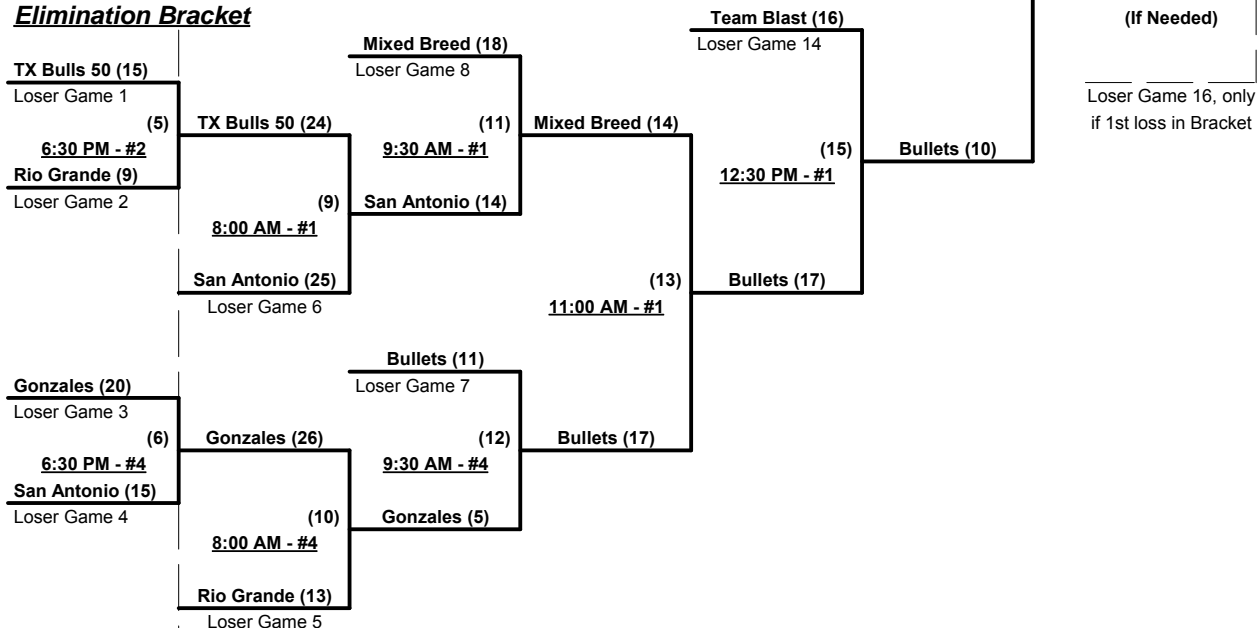 Elimination Bracket
Team Blast (16)
(If Needed)
Loser Game 14
Mixed Breed (18)
Loser Game 8
TX Bulls 50 (15)
Loser Game 1
Loser Game 16, only
if 1st loss in Bracket
(5)
TX Bulls 50 (24)
(11)
Mixed Breed (14)
6:30 PM - #2
9:30 AM - #1
(15)
Bullets (10)
Rio Grande (9)
12:30 PM - #1
Loser Game 2
(9)
San Antonio (14)
8:00 AM - #1
San Antonio (25)
(13)
Bullets (17)
Loser Game 6
11:00 AM - #1
Bullets (11)
Loser Game 7
Gonzales (20)
Loser Game 3
(6)
Gonzales (26)
(12)
Bullets (17)
6:30 PM - #4
9:30 AM - #4
San Antonio (15)
Loser Game 4
(10)
Gonzales (5)
8:00 AM - #4
Rio Grande (13)
Loser Game 5